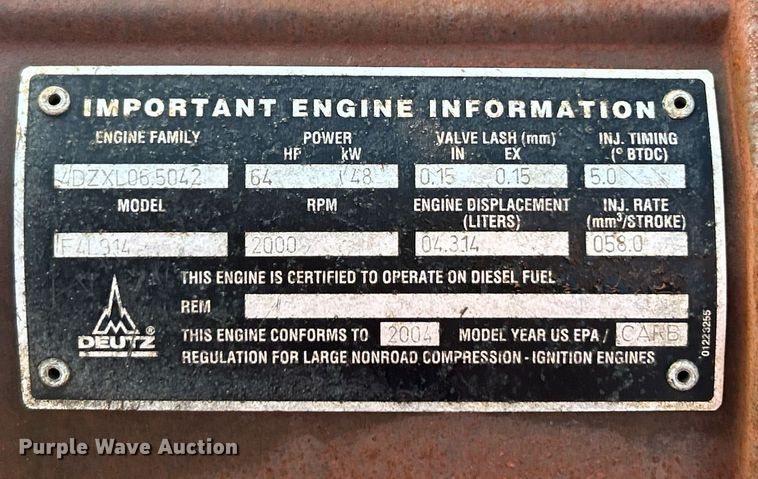 IMPORTANT ENGINE INFORMATION
ENGINE FAMILY POWER VALVE LASH (mm) INJ. TIMING
HP kW IN EX (° BTDC)
4DZXL06.5042 64 48 0.15 0.15 5.0
MODEL RPM ENGINE DISPLACEMENT INJ. RATE
(LITERS) (mm³/STROKE)
F4L914 2000 04.314 058.0
THIS ENGINE IS CERTIFIED TO OPERATE ON DIESEL FUEL
REM
DEUTZ ®
THIS ENGINE CONFORMS TO 2004 MODEL YEAR US EPA / CARB
REGULATION FOR LARGE NONROAD COMPRESSION - IGNITION ENGINES
01223255
Purple Wave Auction